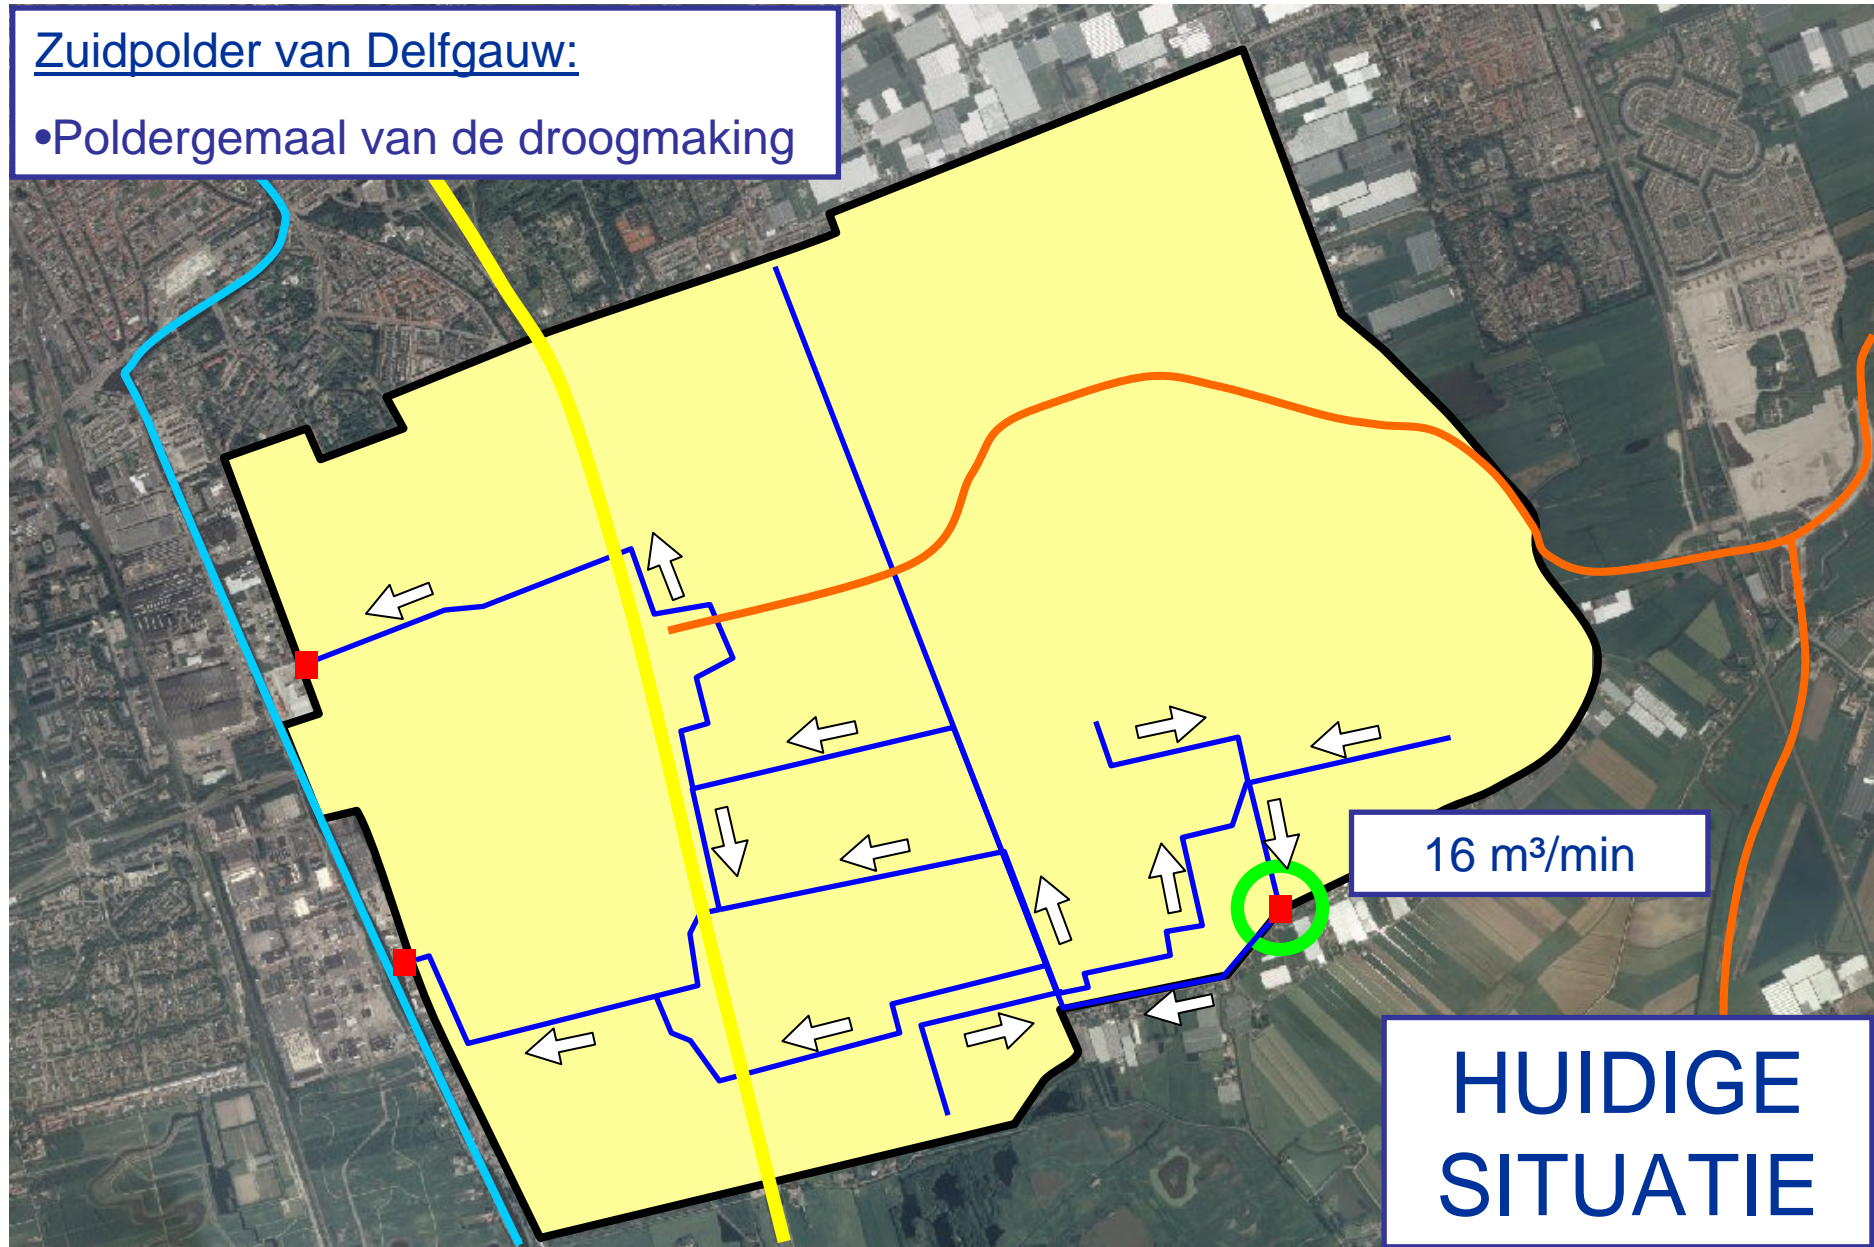 Zuidpolder van Delfgauw:
•Poldergemaal van de droogmaking
16 m³/min
HUIDIGE
SITUATIE